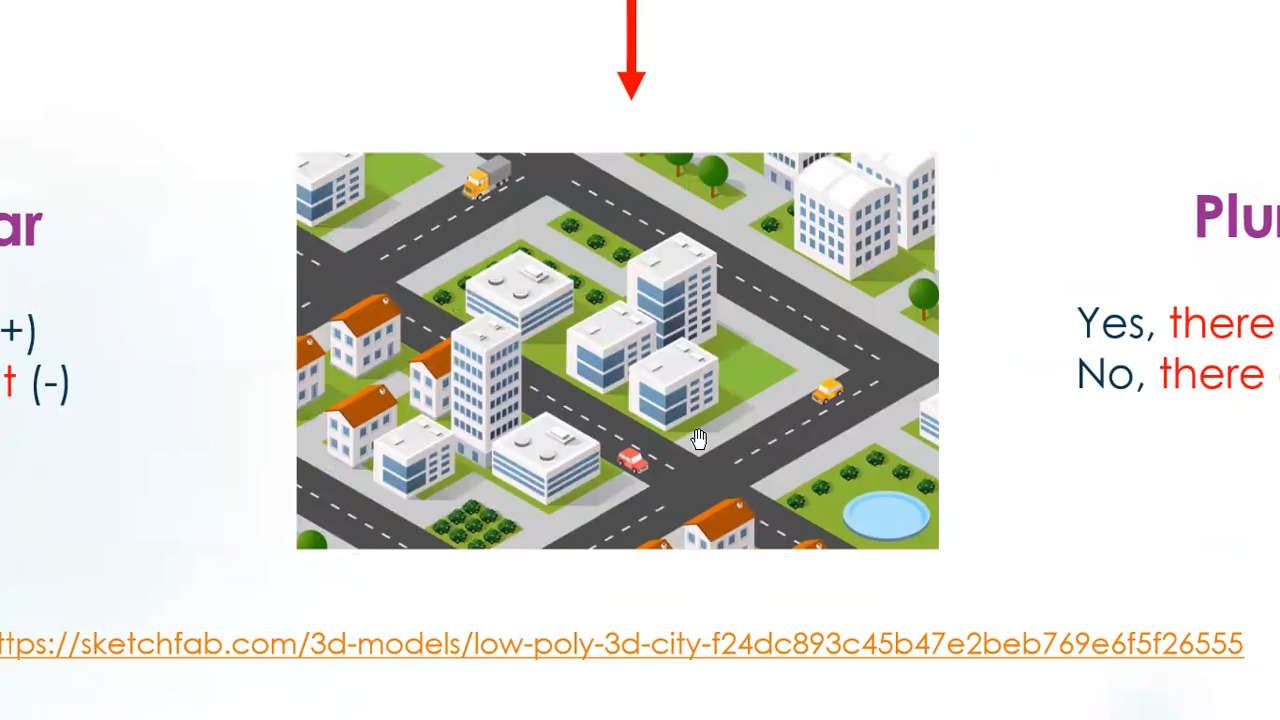 ar
Plur
+)
Yes, there
t (-)
No, there
ttps://sketchfab.com/3d-models/low-poly-3d-city-f24dc893c45b47e2beb769e6f5f26555